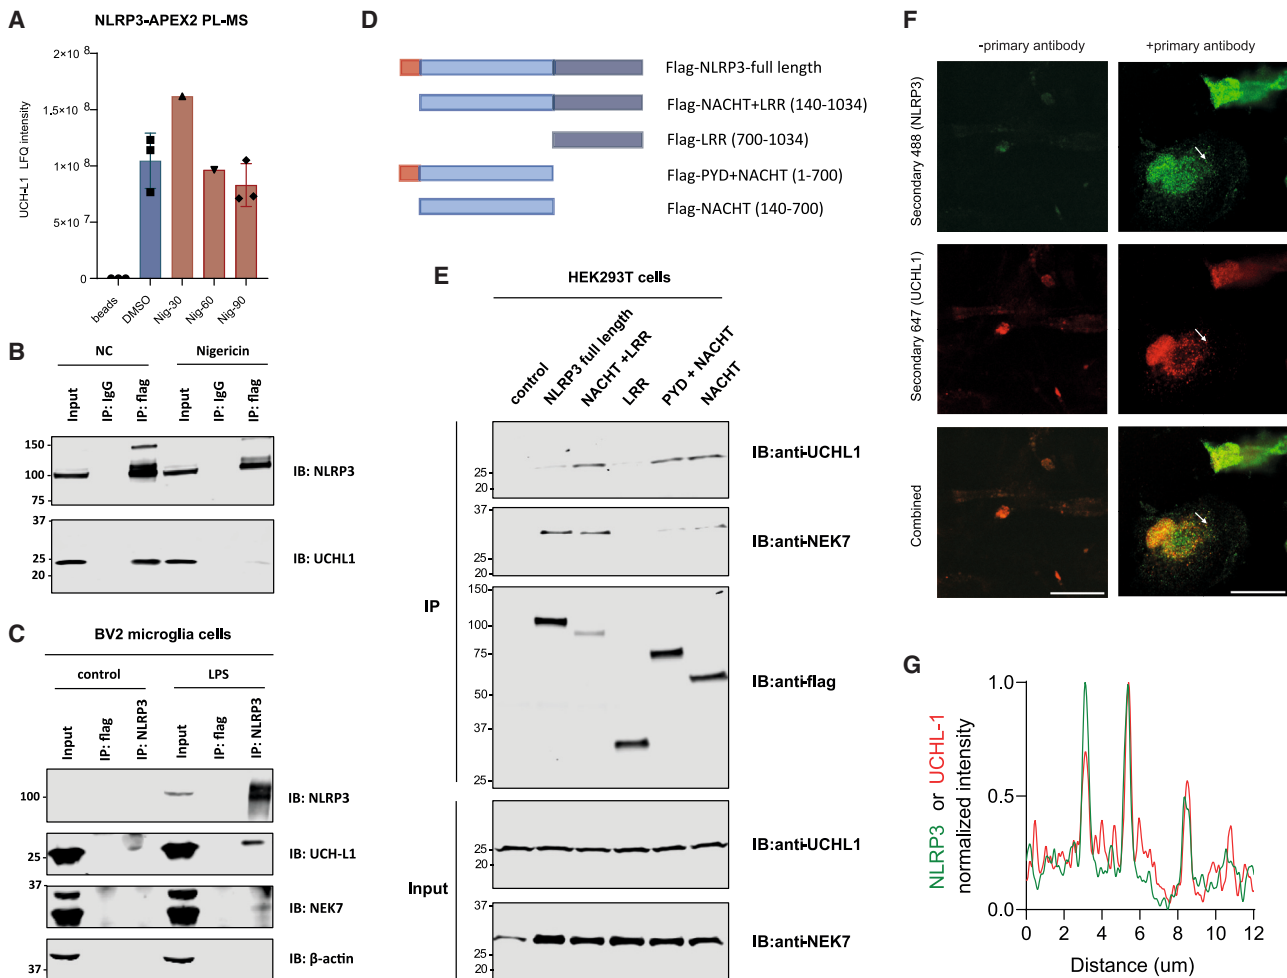 A
NLRP3-APEX2 PL-MS
UCH-L1 LFQ intensity
2×10 8
1.5×10 8
1×10 8
5×10 7
0
beads
DMSO
Nig-30
Nig-60
Nig-90
B
NC
Nigericin
Input
IP: IgG
IP: flag
Input
IP: IgG
IP: flag
150
100
75
IB: NLRP3
37
25
20
IB: UCHL1
C
BV2 microglia cells
control
LPS
Input
IP: flag
IP: NLRP3
Input
IP: flag
IP: NLRP3
100
IB: NLRP3
25
IB: UCH-L1
37
20
IB: NEK7
IB: β-actin
D
Flag-NLRP3-full length
Flag-NACHT+LRR (140-1034)
Flag-LRR (700-1034)
Flag-PYD+NACHT (1-700)
Flag-NACHT (140-700)
E
HEK293T cells
control
NLRP3 full length
NACHT +LRR
LRR
PYD + NACHT
NACHT
IP
25
20
IB:anti-UCHL1
37
25
20
IB:anti-NEK7
150
100
75
50
37
25
IB:anti-flag
Input
37
25
20
IB:anti-UCHL1
50
37
25
20
IB:anti-NEK7
F
-primary antibody
+primary antibody
Secondary 488 (NLRP3)
Secondary 647 (UCHL1)
Combined
G
NLRP3 or UCHL-1
normalized intensity
1.0
0.5
0.0
0 2 4 6 8 10 12
Distance (um)